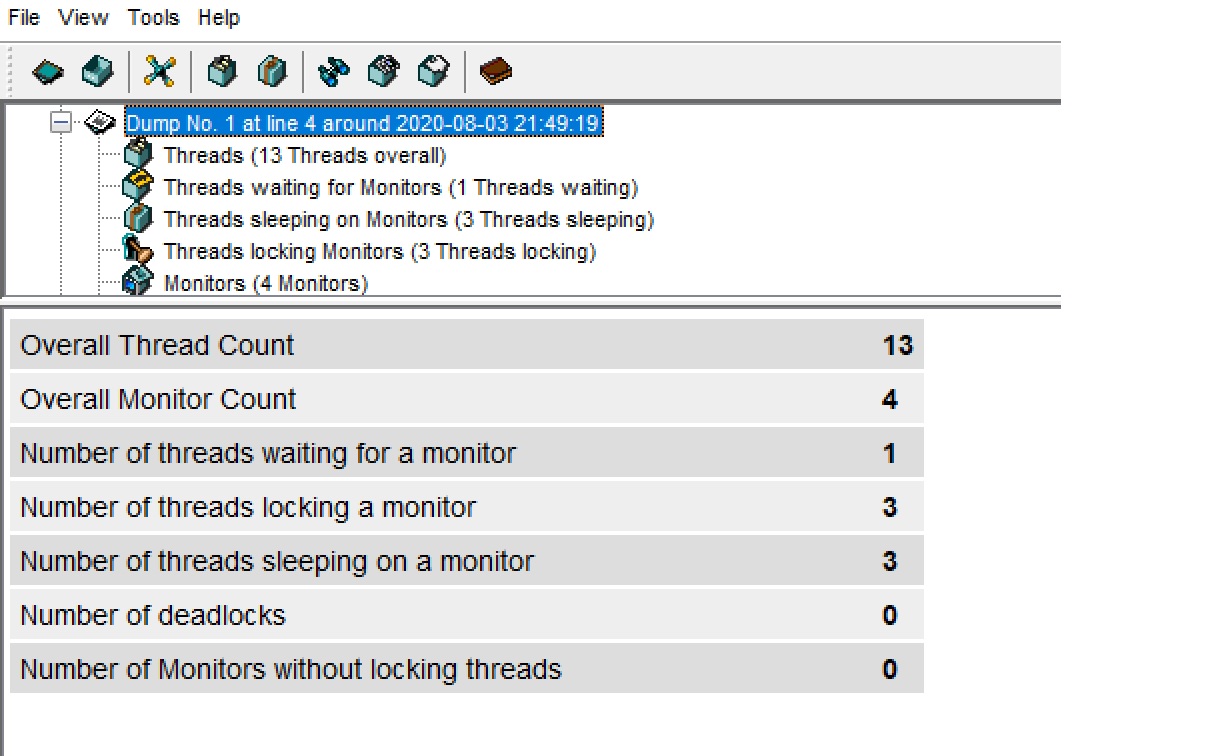 File View Tools Help
Dump No. 1 at line 4 around 2020-08-03 21:49:19
Threads (13 Threads overall)
Threads waiting for Monitors (1 Threads waiting)
Threads sleeping on Monitors (3 Threads sleeping)
Threads locking Monitors (3 Threads locking)
Monitors (4 Monitors)
Overall Thread Count 13
Overall Monitor Count 4
Number of threads waiting for a monitor 1
Number of threads locking a monitor 3
Number of threads sleeping on a monitor 3
Number of deadlocks 0
Number of Monitors without locking threads 0